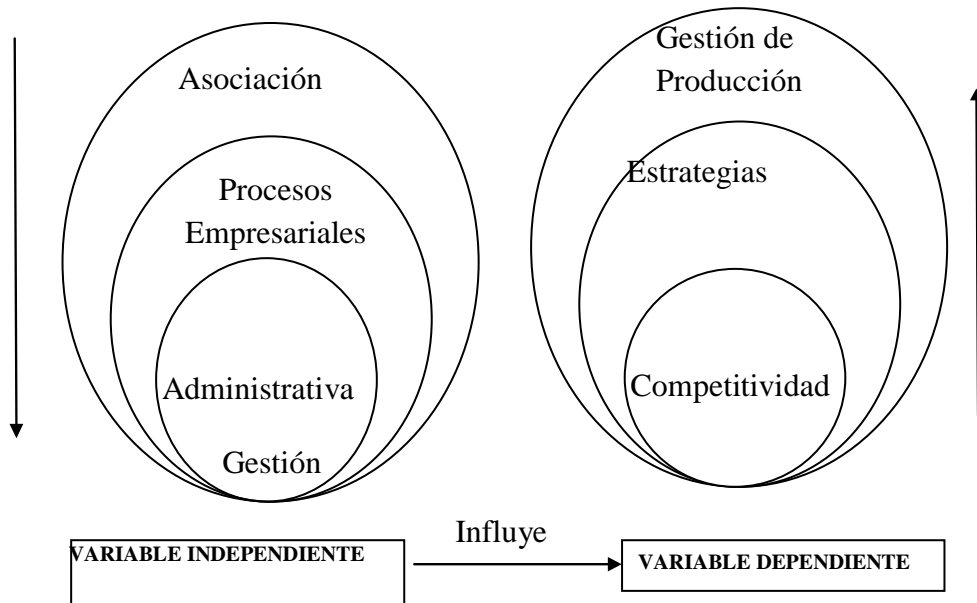 Asociación
Procesos
Empresariales
Administrativa
Gestión
Gestión de
Producción
Estrategias
Competitividad
Influye
VARIABLE INDEPENDIENTE
VARIABLE DEPENDIENTE